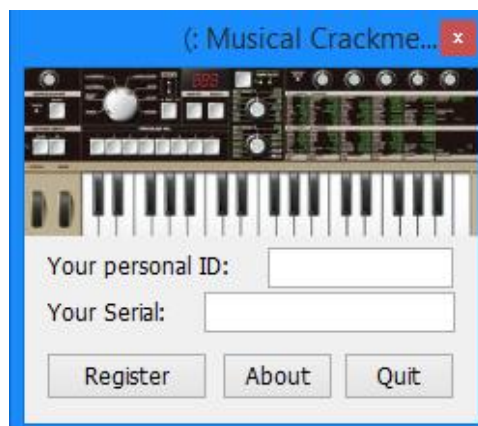 (: Musical Crackme...
x
Your personal ID:
Your Serial:
Register About Quit